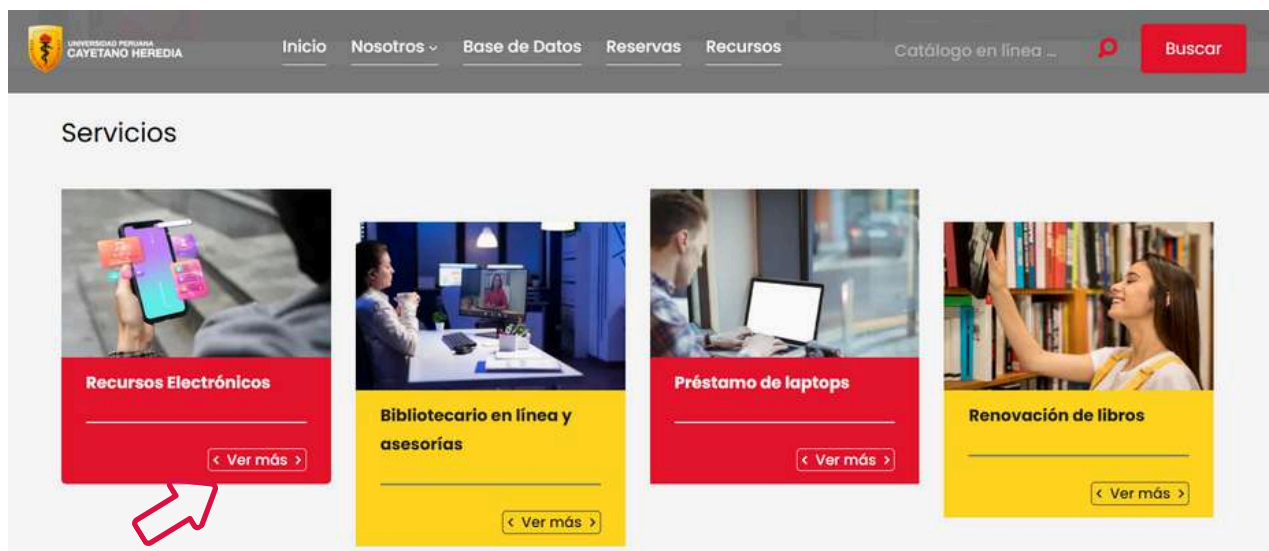 UNIVERSIDAD PERUANA
CAYETANO HEREDIA
Inicio
Nosotros
Base de Datos
Reservas
Recursos
Catálogo en línea ...
Buscar
Servicios
Recursos Electrónicos
< Ver más >
Bibliotecario en línea y
asesorías
< Ver más >
Préstamo de laptops
< Ver más >
Renovación de libros
< Ver más >